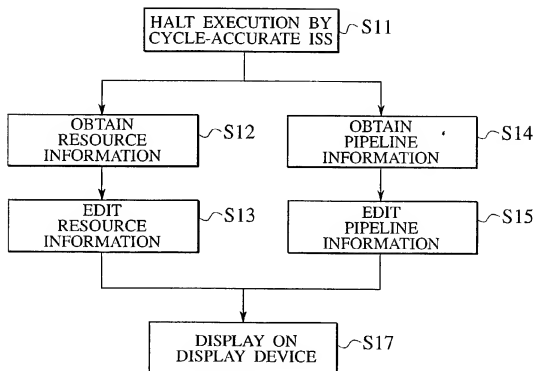 HALT EXECUTION BY
CYCLE-ACCURATE ISS
S11
OBTAIN
RESOURCE
INFORMATION
S12
OBTAIN
PIPELINE
INFORMATION
S14
EDIT
RESOURCE
INFORMATION
S13
EDIT
PIPELINE
INFORMATION
S15
DISPLAY ON
DISPLAY DEVICE
S17